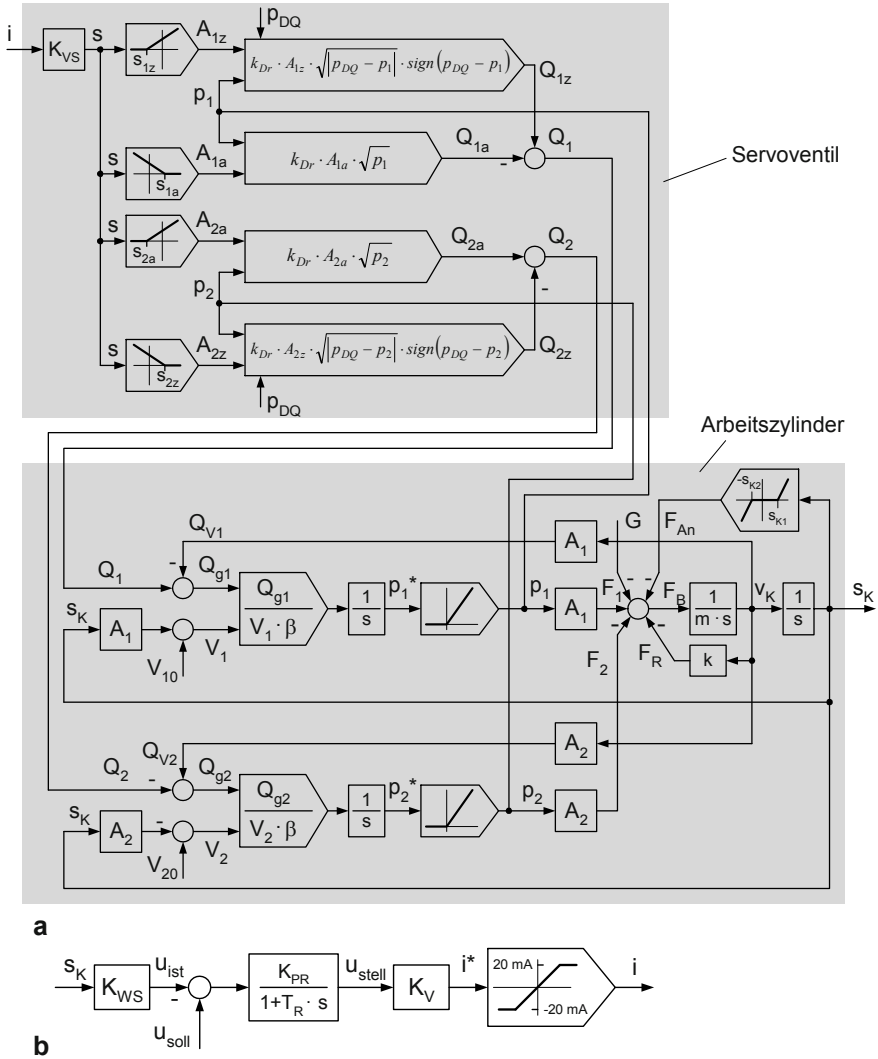 i
K_VS
s
s_1z
A_1z
p_DQ
k_Dr · A_1z · √|p_DQ − p_1| · sign(p_DQ − p_1)
Q_1z
p_1
s
s_1a
A_1a
k_Dr · A_1a · √p_1
Q_1a
-
Q_1
Servoventil
s
s_2a
A_2a
k_Dr · A_2a · √p_2
Q_2a
Q_2
-
p_2
s
s_2z
A_2z
k_Dr · A_2z · √|p_DQ − p_2| · sign(p_DQ − p_2)
Q_2z
p_DQ
Arbeitszylinder
-s_K2
s_K1
Q_V1
-
A_1
G
F_An
Q_1
Q_g1
Q_g1 / V_1 · β
1/s
p_1*
p_1
A_1
F_1
-
-
F_B
1 / m · s
v_K
1/s
s_K
s_K
A_1
V_10
V_1
-
-
F_2
F_R
k
Q_V2
A_2
Q_2
-
Q_g2
Q_g2 / V_2 · β
1/s
p_2*
p_2
A_2
s_K
A_2
-
V_20
V_2
a
s_K
K_WS
u_ist
-
u_soll
K_PR / 1+T_R · s
u_stell
K_V
i*
20 mA
-20 mA
i
b